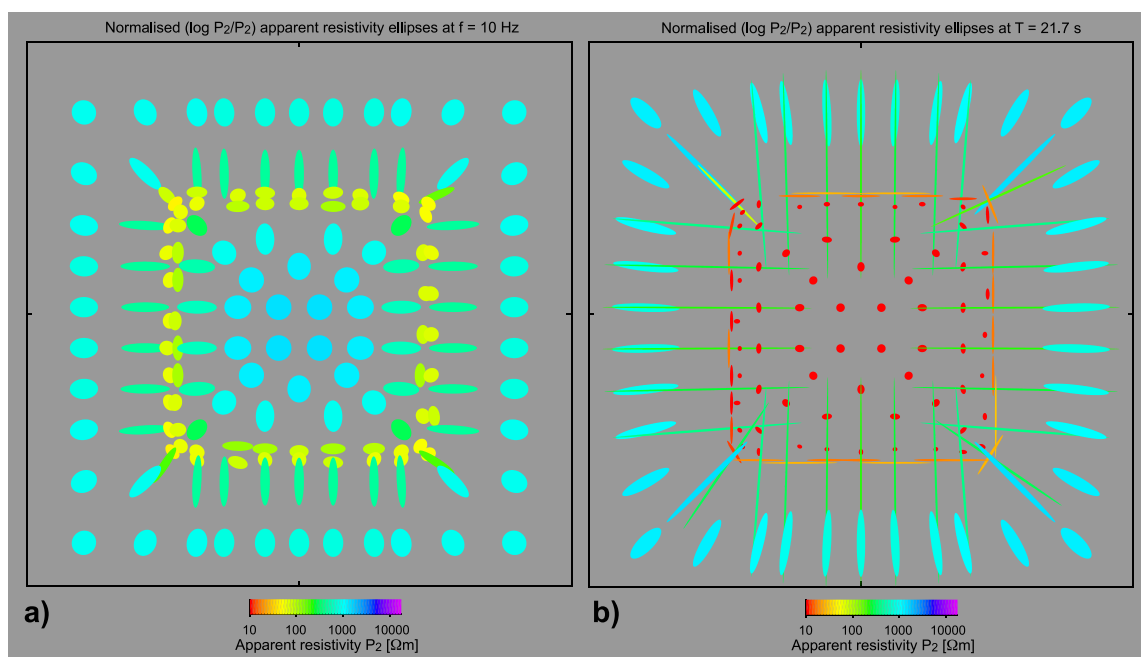 Normalised (log P₂/P₂) apparent resistivity ellipses at f = 10 Hz
Normalised (log P₂/P₂) apparent resistivity ellipses at T = 21.7 s
a)
10 100 1000 10000
Apparent resistivity P₂ [Ωm]
b)
10 100 1000 10000
Apparent resistivity P₂ [Ωm]